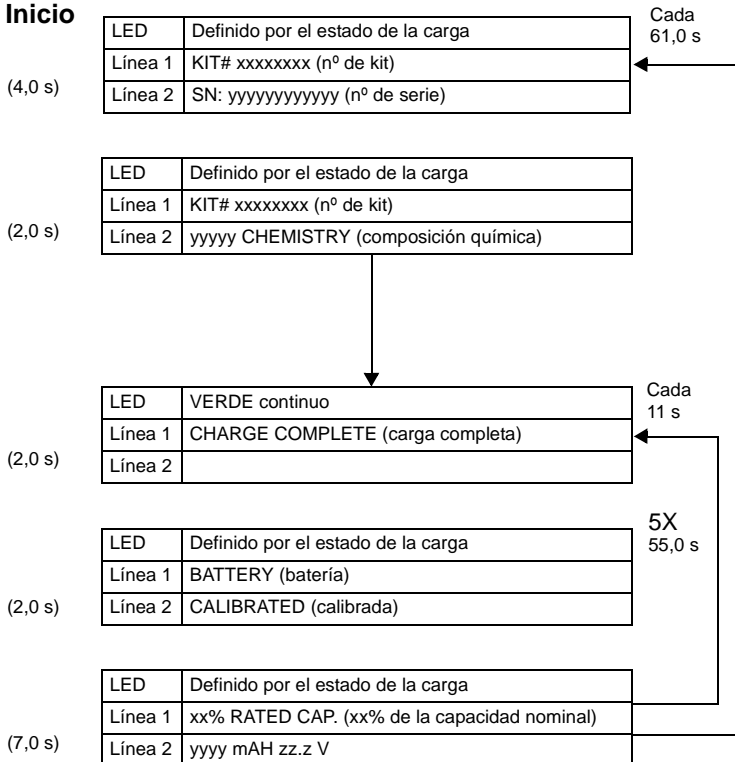 Inicio
LED Definido por el estado de la carga
Cada
61,0 s
Línea 1 KIT# xxxxxxxx (nº de kit)
(4,0 s)
Línea 2 SN: yyyyyyyyyyyy (nº de serie)
LED Definido por el estado de la carga
Línea 1 KIT# xxxxxxxx (nº de kit)
(2,0 s)
Línea 2 yyyyy CHEMISTRY (composición química)
LED VERDE continuo
Cada
11 s
Línea 1 CHARGE COMPLETE (carga completa)
(2,0 s)
Línea 2
5X
55,0 s
LED Definido por el estado de la carga
Línea 1 BATTERY (batería)
(2,0 s)
Línea 2 CALIBRATED (calibrada)
LED Definido por el estado de la carga
Línea 1 xx% RATED CAP. (xx% de la capacidad nominal)
(7,0 s)
Línea 2 yyyy mAH zz.z V